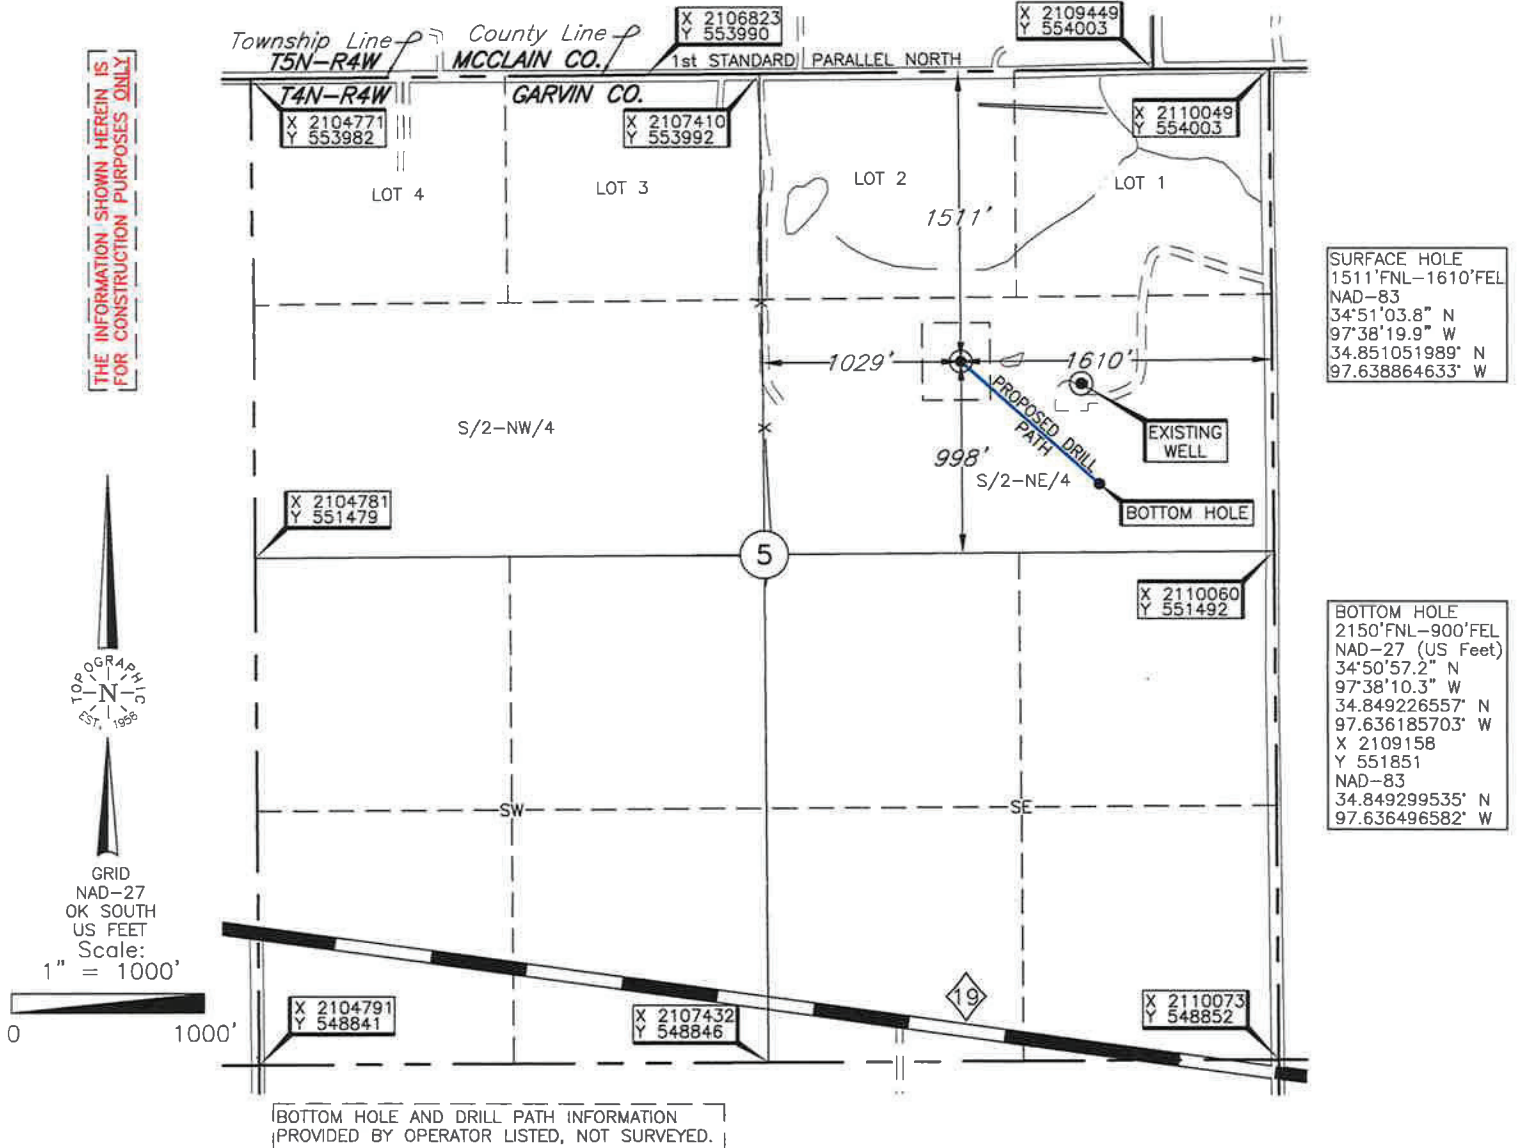 THE INFORMATION SHOWN HEREIN IS
FOR CONSTRUCTION PURPOSES ONLY
Township Line
County Line
T5N-R4W
MCCLAIN CO.
1st STANDARD PARALLEL NORTH
T4N-R4W
GARVIN CO.
X 2106823
Y 553990
X 2109449
Y 554003
X 2104771
Y 553982
X 2107410
Y 553992
X 2110049
Y 554003
LOT 4
LOT 3
LOT 2
LOT 1
1511'
1029'
1610'
998'
PROPOSED DRILL
PATH
S/2-NW/4
S/2-NE/4
EXISTING
WELL
BOTTOM HOLE
SURFACE HOLE
1511'FNL-1610'FEL
NAD-83
34°51'03.8" N
97°38'19.9" W
34.851051989° N
97.638864633° W
X 2104781
Y 551479
5
X 2110060
Y 551492
BOTTOM HOLE
2150'FNL-900'FEL
NAD-27 (US Feet)
34°50'57.2" N
97°38'10.3" W
34.849226557° N
97.636185703° W
X 2109158
Y 551851
NAD-83
34.849299535° N
97.636496582° W
TOPOGRAPHIC
N
EST. 1956
SW
SE
GRID
NAD-27
OK SOUTH
US FEET
Scale:
1" = 1000'
0 1000'
19
X 2104791
Y 548841
X 2107432
Y 548846
X 2110073
Y 548852
BOTTOM HOLE AND DRILL PATH INFORMATION
PROVIDED BY OPERATOR LISTED, NOT SURVEYED.